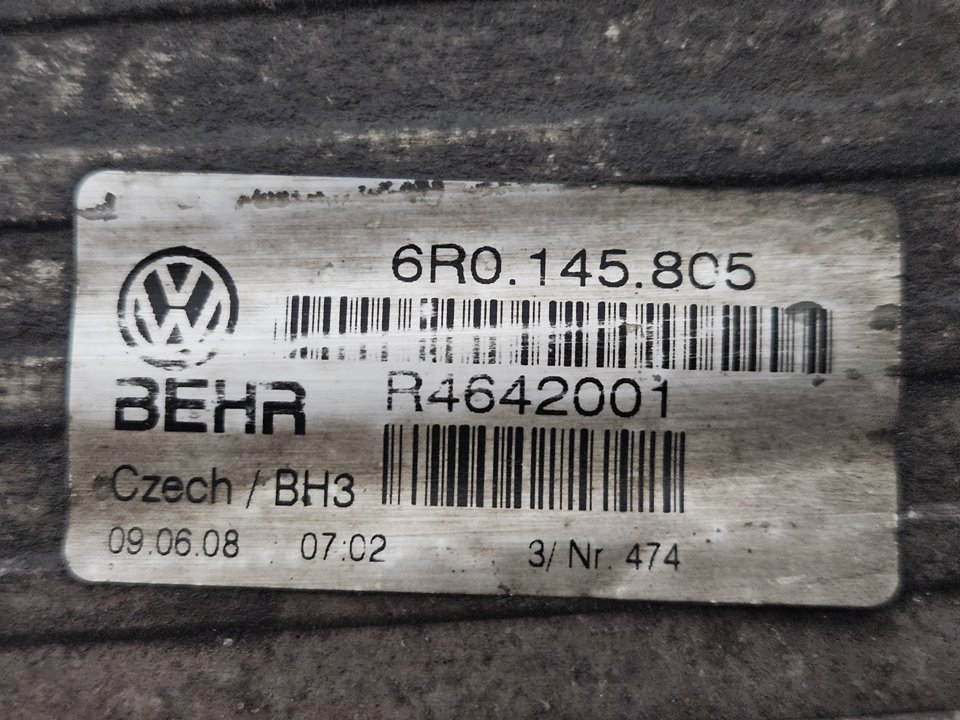 6R0.145.805
BEHR
R4642001
Czech / BH3
09.06.08 07:02 3/ Nr. 474